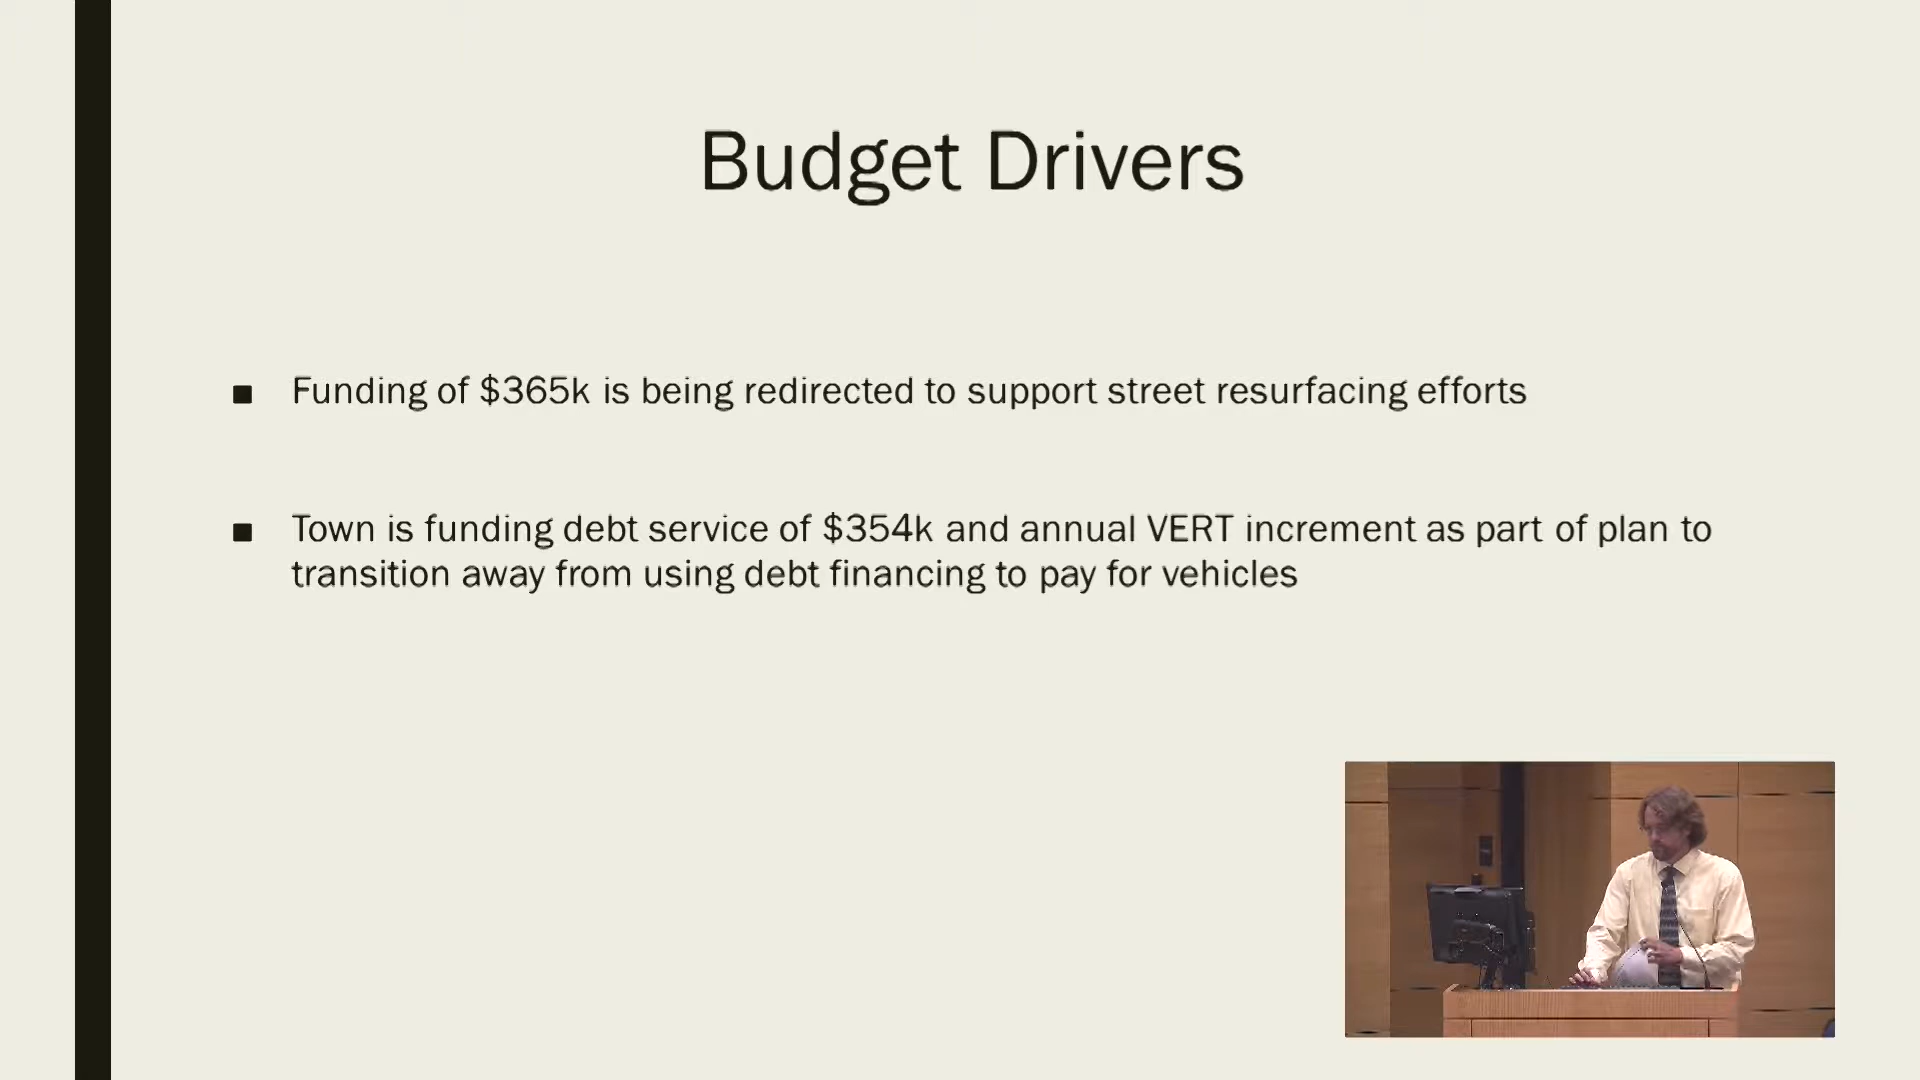 Budget Drivers
■ Funding of $365k is being redirected to support street resurfacing efforts
■ Town is funding debt service of $354k and annual VERT increment as part of plan to
transition away from using debt financing to pay for vehicles